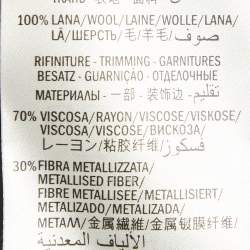 100% LANA/WOOL/LAINE/WOLLE/LANA/
LÃ/ШЕРСТЬ/毛/羊毛/ صوف
RIFINITURE - TRIMMING - GARNITURES
BESATZ - GUARNIÇÃO - ОТДЕЛОЧНЫЕ
МАТЕРИАЛЫ - 一部 - 装饰边 - تقليم
70% VISCOSA/RAYON/VISCOSE/VISKOSE/
VISCOSA/VISCOSE/ВИСКОЗА/
レーヨン/粘胶纤维/ فسكوز
30% FIBRA METALLIZZATA/
METALLISED FIBER/
FIBRE METALLISEE/METALLISIERT/
METALIZADO/METALIZADA/
МЕТАЛЛ/金属繊維/金属镀膜纤维/
الألياف المعدنية